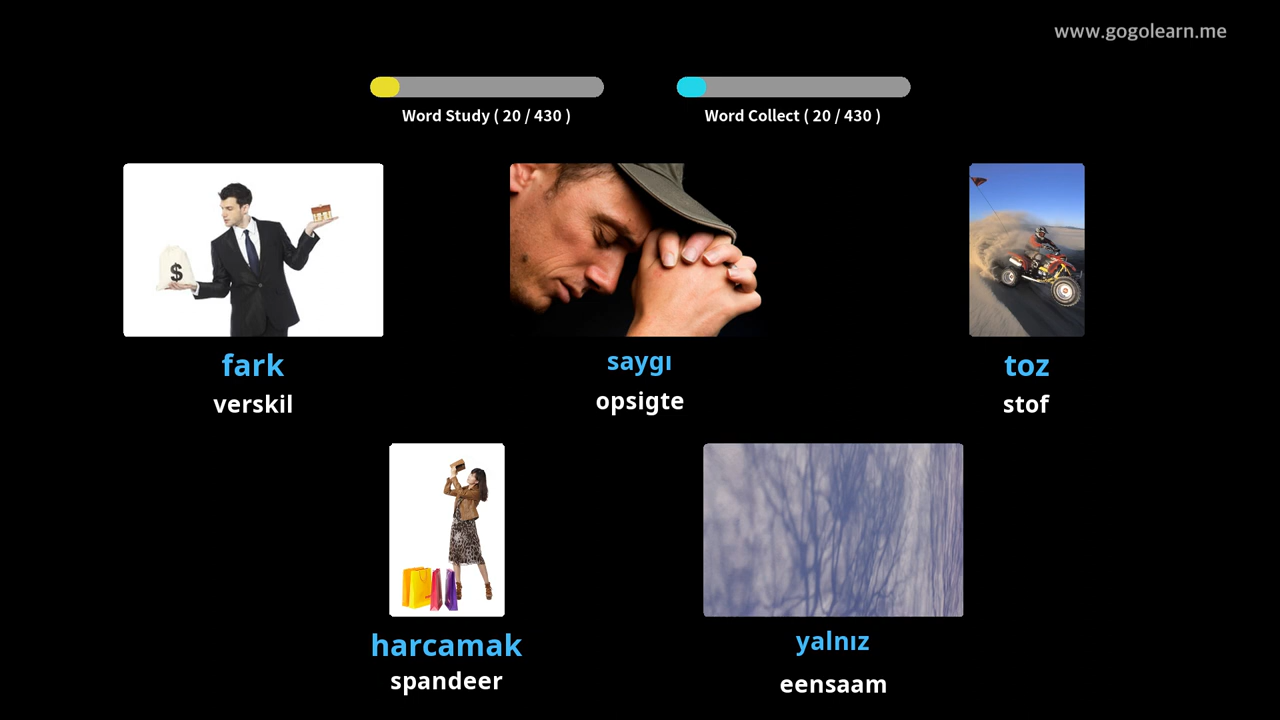 www.gogolearn.me
Word Study ( 20 / 430 )
Word Collect ( 20 / 430 )
fark
verskil
saygı
opsigte
toz
stof
$
harcamak
spandeer
yalnız
eensaam